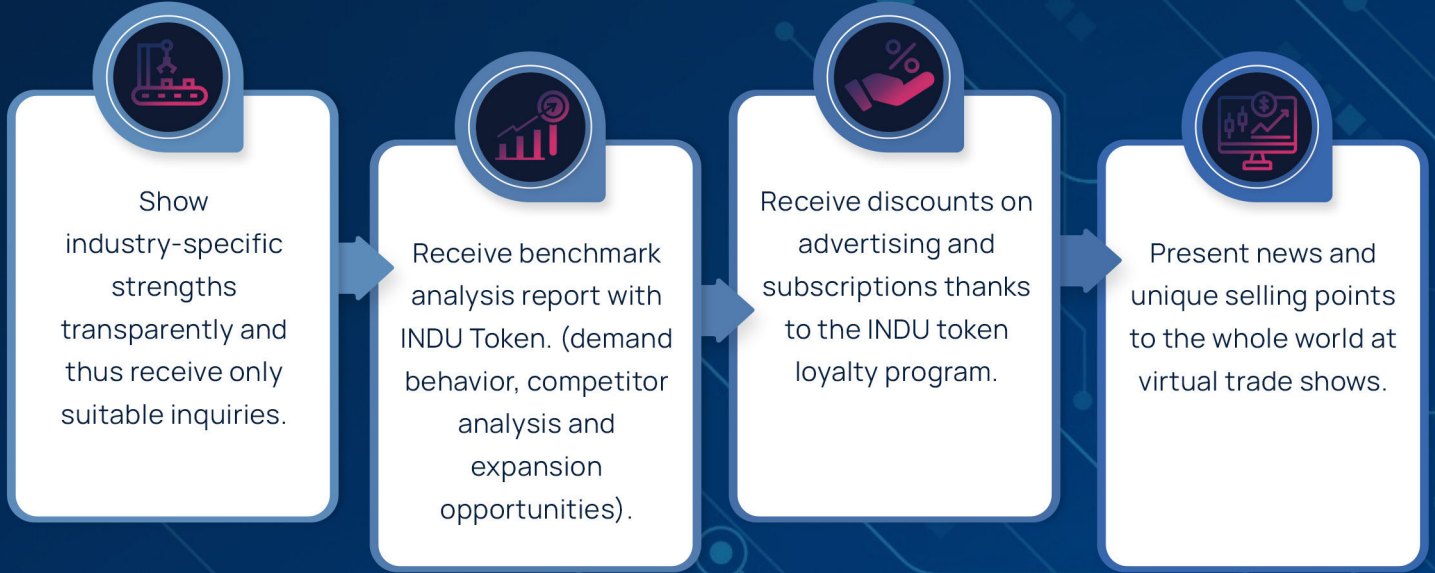 Show
industry-specific
strengths
transparently and
thus receive only
suitable inquiries.
Receive benchmark
analysis report with
INDU Token. (demand
behavior, competitor
analysis and
expansion
opportunities).
%
Receive discounts on
advertising and
subscriptions thanks
to the INDU token
loyalty program.
$
Present news and
unique selling points
to the whole world at
virtual trade shows.